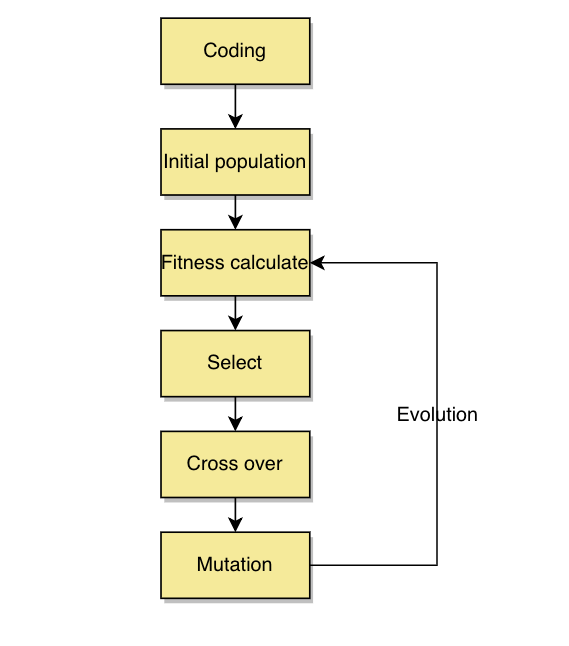 Coding
Initial population
Fitness calculate
Select
Evolution
Cross over
Mutation